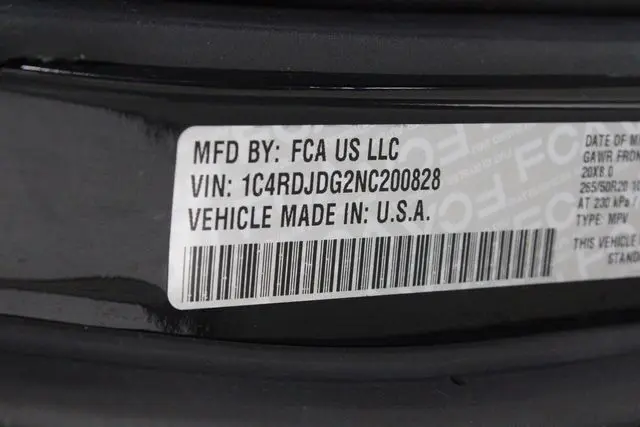 MFD BY: FCA US LLC
VIN: 1C4RDJDG2NC200828
VEHICLE MADE IN: U.S.A.
DATE OF M
GAWR FRON
20X8.0
265/50R20 10
AT 230 kPa /
TYPE: MPV
THIS VEHICLE
STAND